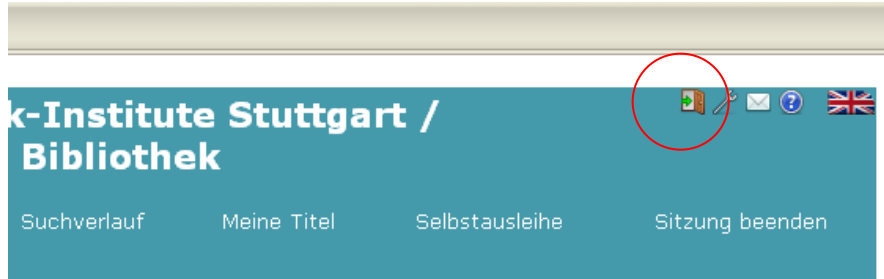 k-Institute Stuttgart /
Bibliothek
Suchverlauf Meine Titel Selbstausleihe Sitzung beenden